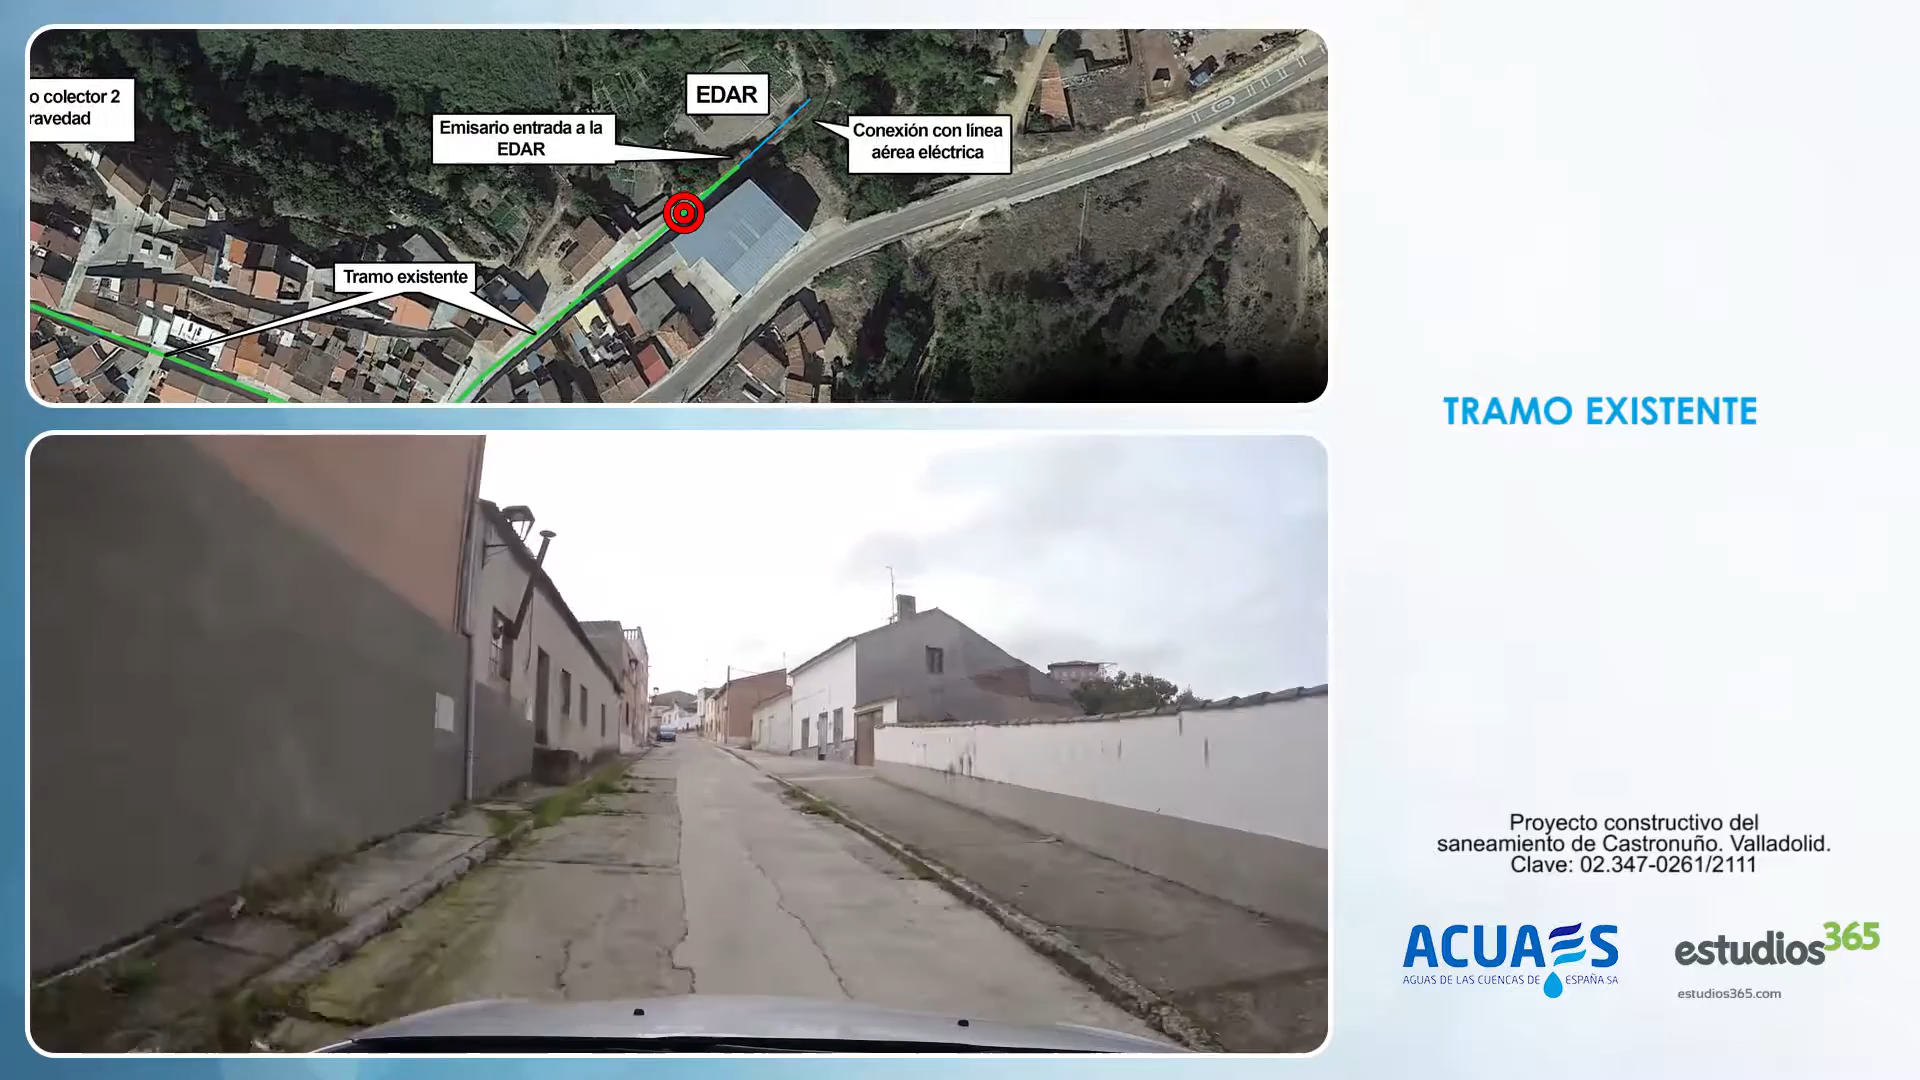 o colector 2
ravedad
EDAR
Emisario entrada a la
EDAR
Conexión con línea
aérea eléctrica
Tramo existente
TRAMO EXISTENTE
Proyecto constructivo del
saneamiento de Castronuño. Valladolid.
Clave: 02.347-0261/2111
ACUAES
AGUAS DE LAS CUENCAS DE ESPAÑA SA
estudios365
estudios365.com